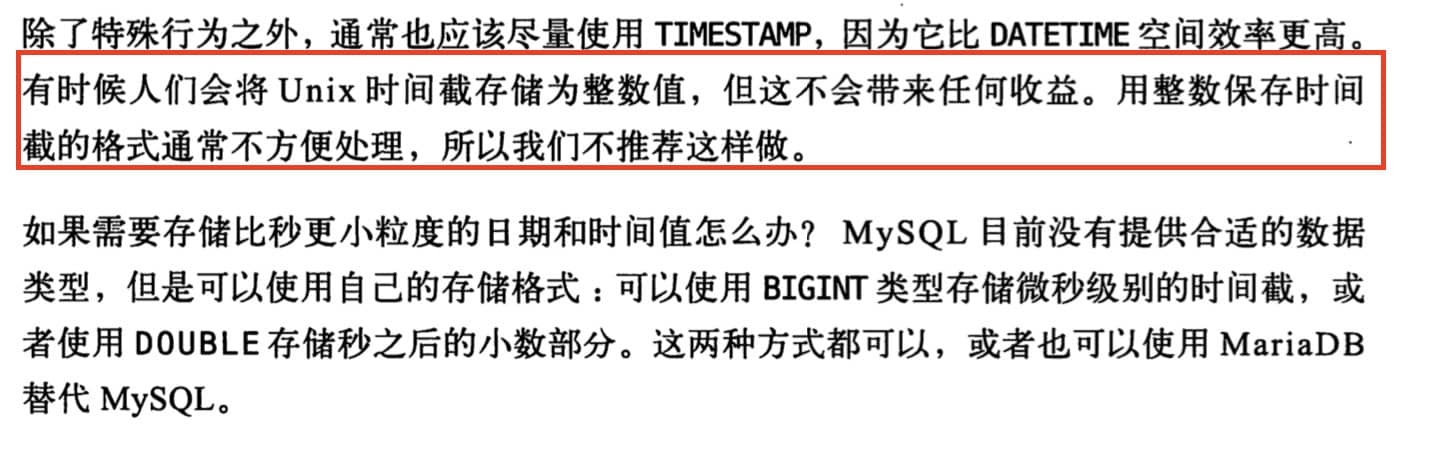 除了特殊行为之外，通常也应该尽量使用 TIMESTAMP，因为它比 DATETIME 空间效率更高。
有时候人们会将 Unix 时间截存储为整数值，但这不会带来任何收益。用整数保存时间
截的格式通常不方便处理，所以我们不推荐这样做。
如果需要存储比秒更小粒度的日期和时间值怎么办？ MySQL 目前没有提供合适的数据
类型，但是可以使用自己的存储格式：可以使用 BIGINT 类型存储微秒级别的时间截，或
者使用 DOUBLE 存储秒之后的小数部分。这两种方式都可以，或者也可以使用 MariaDB
替代 MySQL。